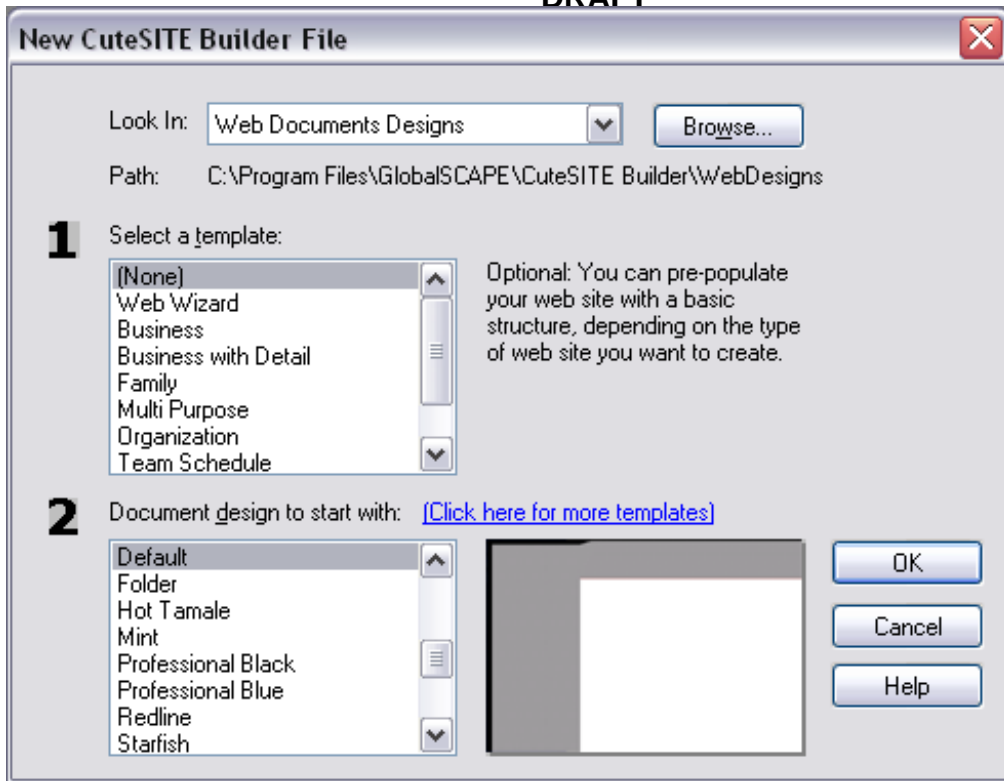 DRAFT
New CuteSITE Builder File
Look In: Web Documents Designs Browse...
Path: C:\Program Files\GlobalSCAPE\CuteSITE Builder\WebDesigns
1 Select a template:
(None)
Web Wizard
Business
Business with Detail
Family
Multi Purpose
Organization
Team Schedule
Optional: You can pre-populate
your web site with a basic
structure, depending on the type
of web site you want to create.
2 Document design to start with: (Click here for more templates)
Default
Folder
Hot Tamale
Mint
Professional Black
Professional Blue
Redline
Starfish
OK
Cancel
Help